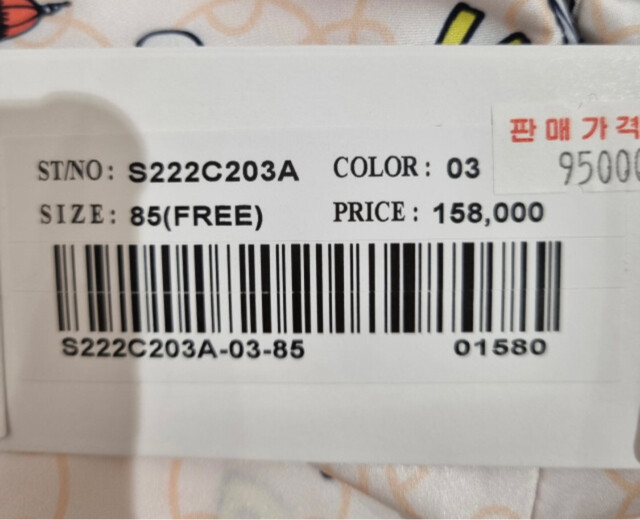 판매가격
95000
ST/NO: S222C203A COLOR: 03
SIZE: 85(FREE) PRICE: 158,000
S222C203A-03-85 01580